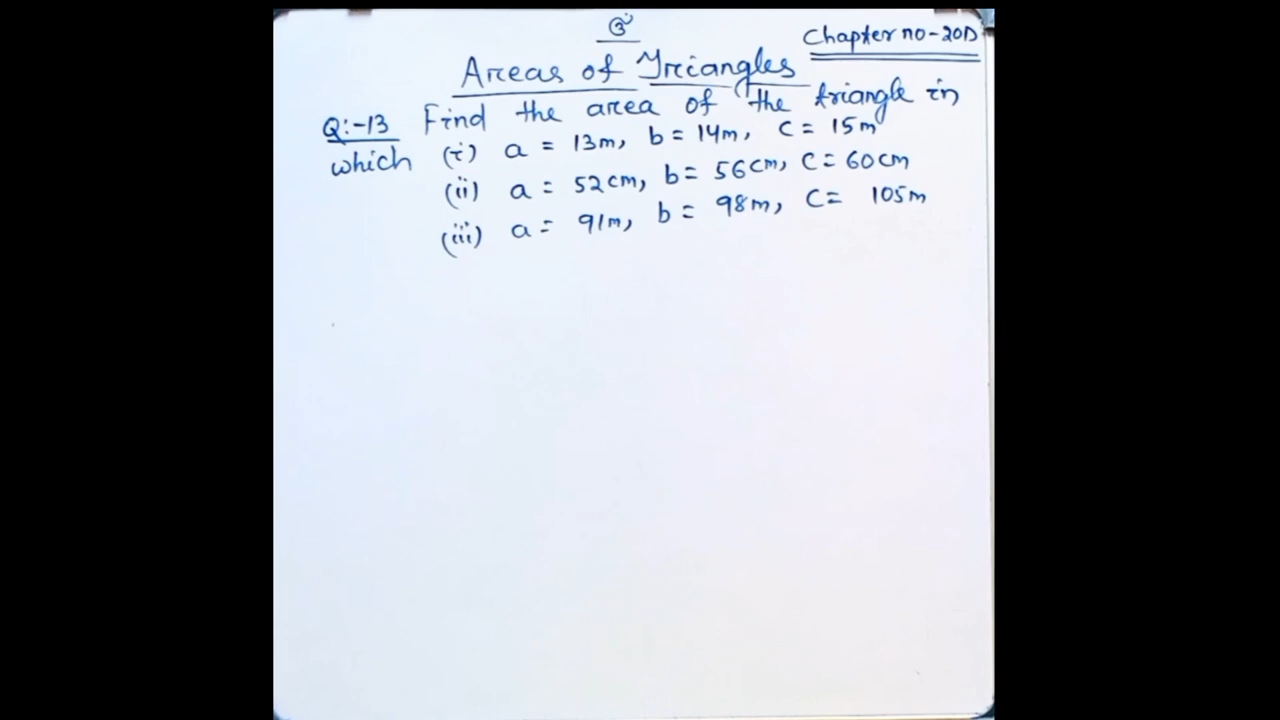 ॐ
Chapter no-20D
Areas of Triangles
Q:-13 Find the area of the triangle in
which (i) a = 13m, b = 14m, c = 15m
(ii) a = 52cm, b = 56cm, c = 60cm
(iii) a = 91m, b = 98m, c = 105m